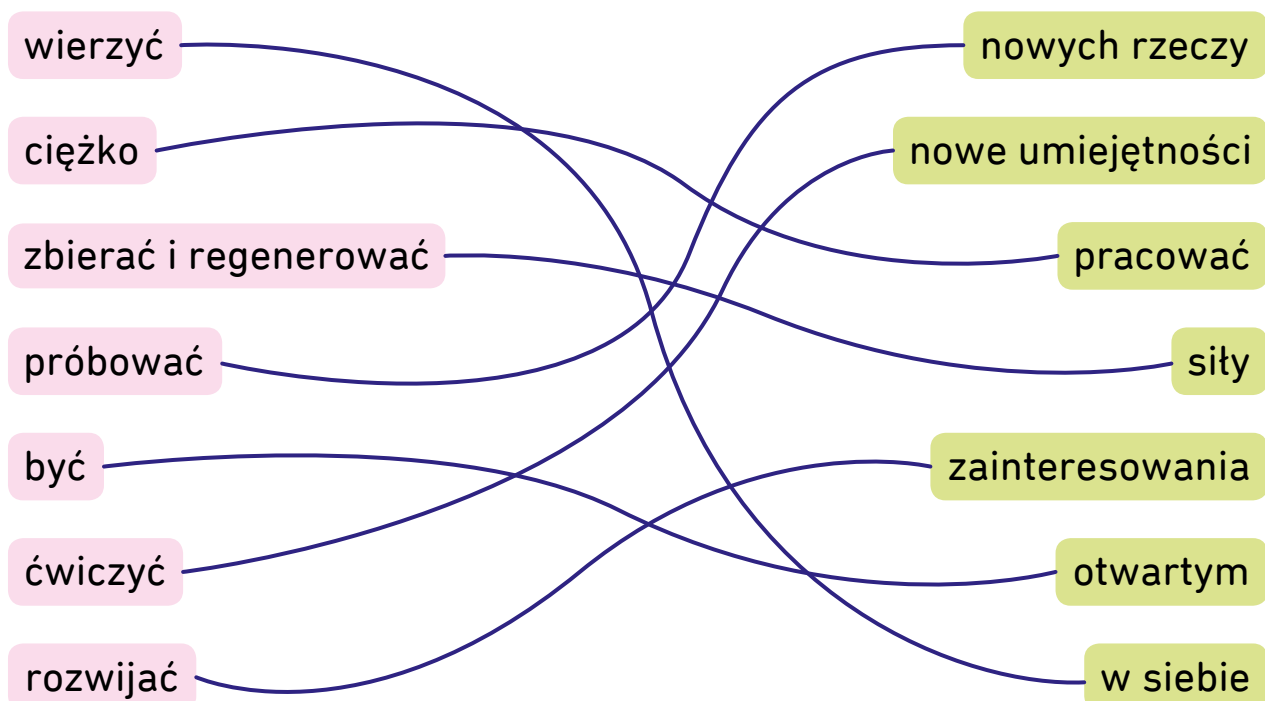 wierzyć
nowych rzeczy
ciężko
nowe umiejętności
zbierać i regenerować
pracować
próbować
siły
być
zainteresowania
ćwiczyć
otwartym
rozwijać
w siebie